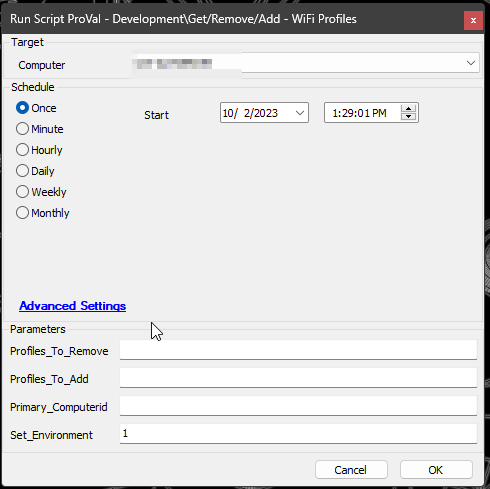 Run Script ProVal - Development\Get/Remove/Add - WiFi Profiles
Target
Computer
Schedule
Once
Start 10/ 2/2023 1:29:01 PM
Minute
Hourly
Daily
Weekly
Monthly
Advanced Settings
Parameters
Profiles_To_Remove
Profiles_To_Add
Primary_Computerid
Set_Environment 1
Cancel OK